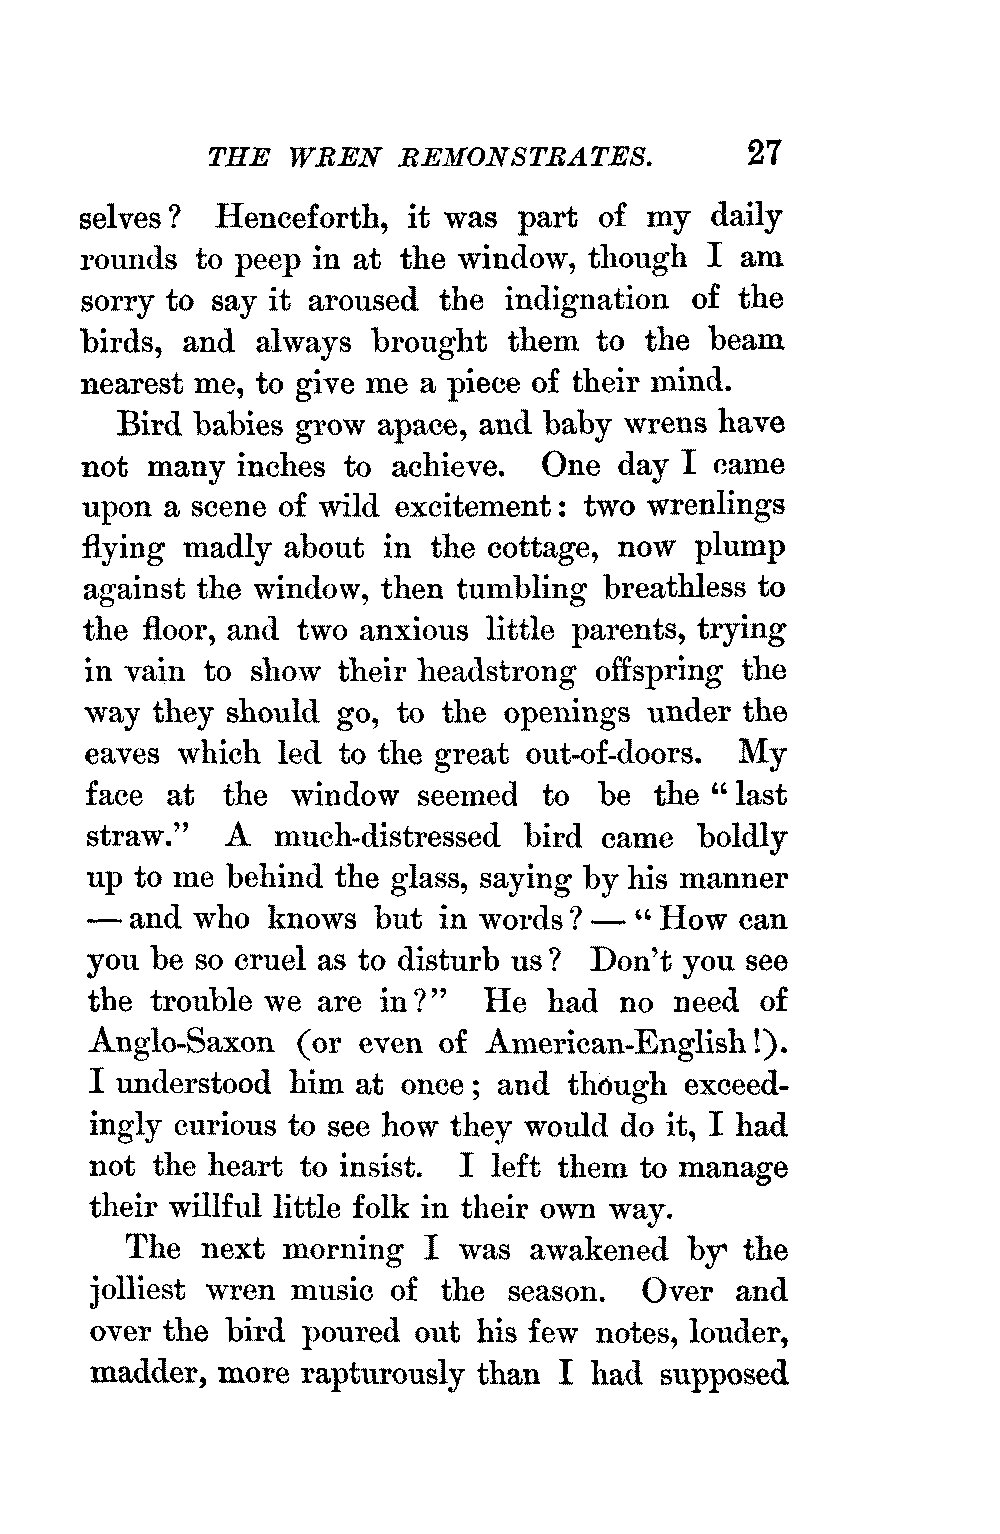 THE WREN REMONSTRATES. 27
selves? Henceforth, it was part of my daily
rounds to peep in at the window, though I am
sorry to say it aroused the indignation of the
birds, and always brought them to the beam
nearest me, to give me a piece of their mind.
Bird babies grow apace, and baby wrens have
not many inches to achieve. One day I came
upon a scene of wild excitement: two wrenlings
flying madly about in the cottage, now plump
against the window, then tumbling breathless to
the floor, and two anxious little parents, trying
in vain to show their headstrong offspring the
way they should go, to the openings under the
eaves which led to the great out-of-doors. My
face at the window seemed to be the "last
straw." A much-distressed bird came boldly
up to me behind the glass, saying by his manner
— and who knows but in words? — "How can
you be so cruel as to disturb us? Don't you see
the trouble we are in?" He had no need of
Anglo-Saxon (or even of American-English!).
I understood him at once; and though exceed-
ingly curious to see how they would do it, I had
not the heart to insist. I left them to manage
their willful little folk in their own way.
The next morning I was awakened by the
jolliest wren music of the season. Over and
over the bird poured out his few notes, louder,
madder, more rapturously than I had supposed